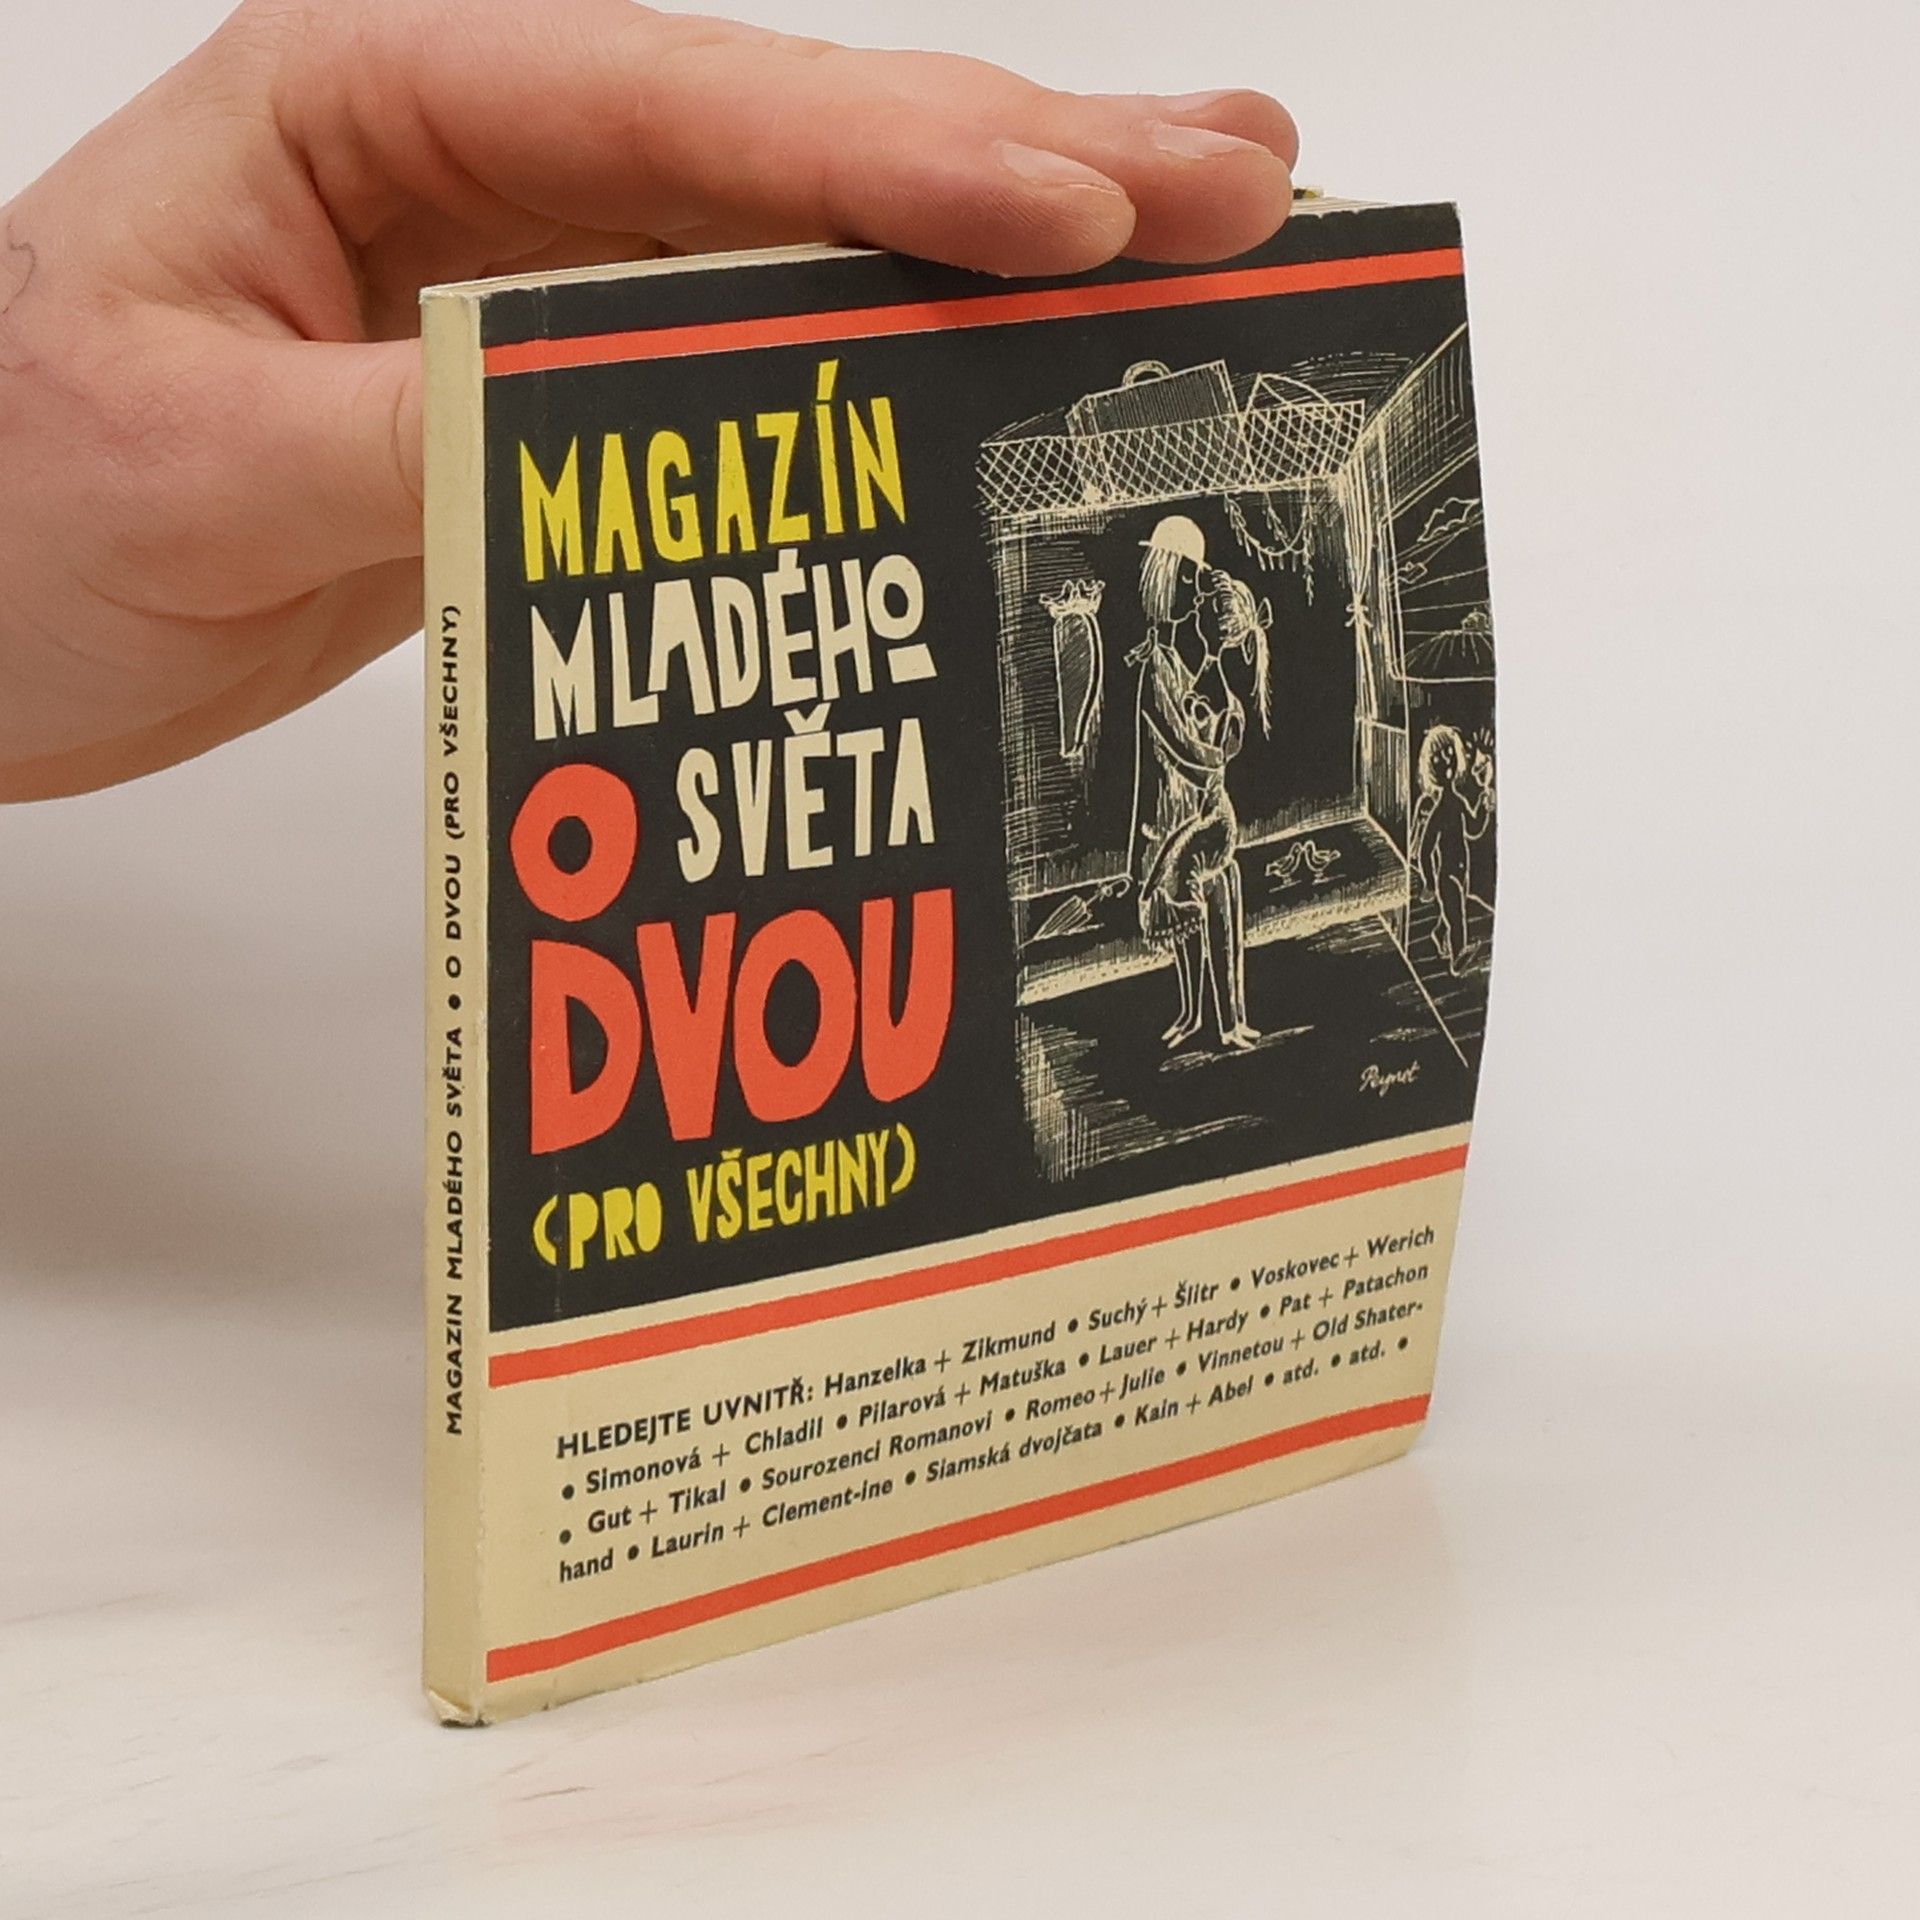 MAGAZIN MLADÉHO SVĚTA • O DVOU (PRO VŠECHNY)
MAGAZÍN
MLADÉHO
SVĚTA
O
DVOU
(PRO VŠECHNY)
Peynet
HLEDEJTE UVNITŘ: Hanzelka + Zikmund • Suchý + Šlitr • Voskovec + Werich
• Simonová + Chladil • Pilarová + Matuška • Lauer + Hardy • Pat + Patachon
• Gut + Tikal • Sourozenci Romanovi • Romeo + Julie • Vinnetou + Old Shater-
hand • Laurin + Clement-ine • Siamská dvojčata • Kain + Abel • atd. • atd. •